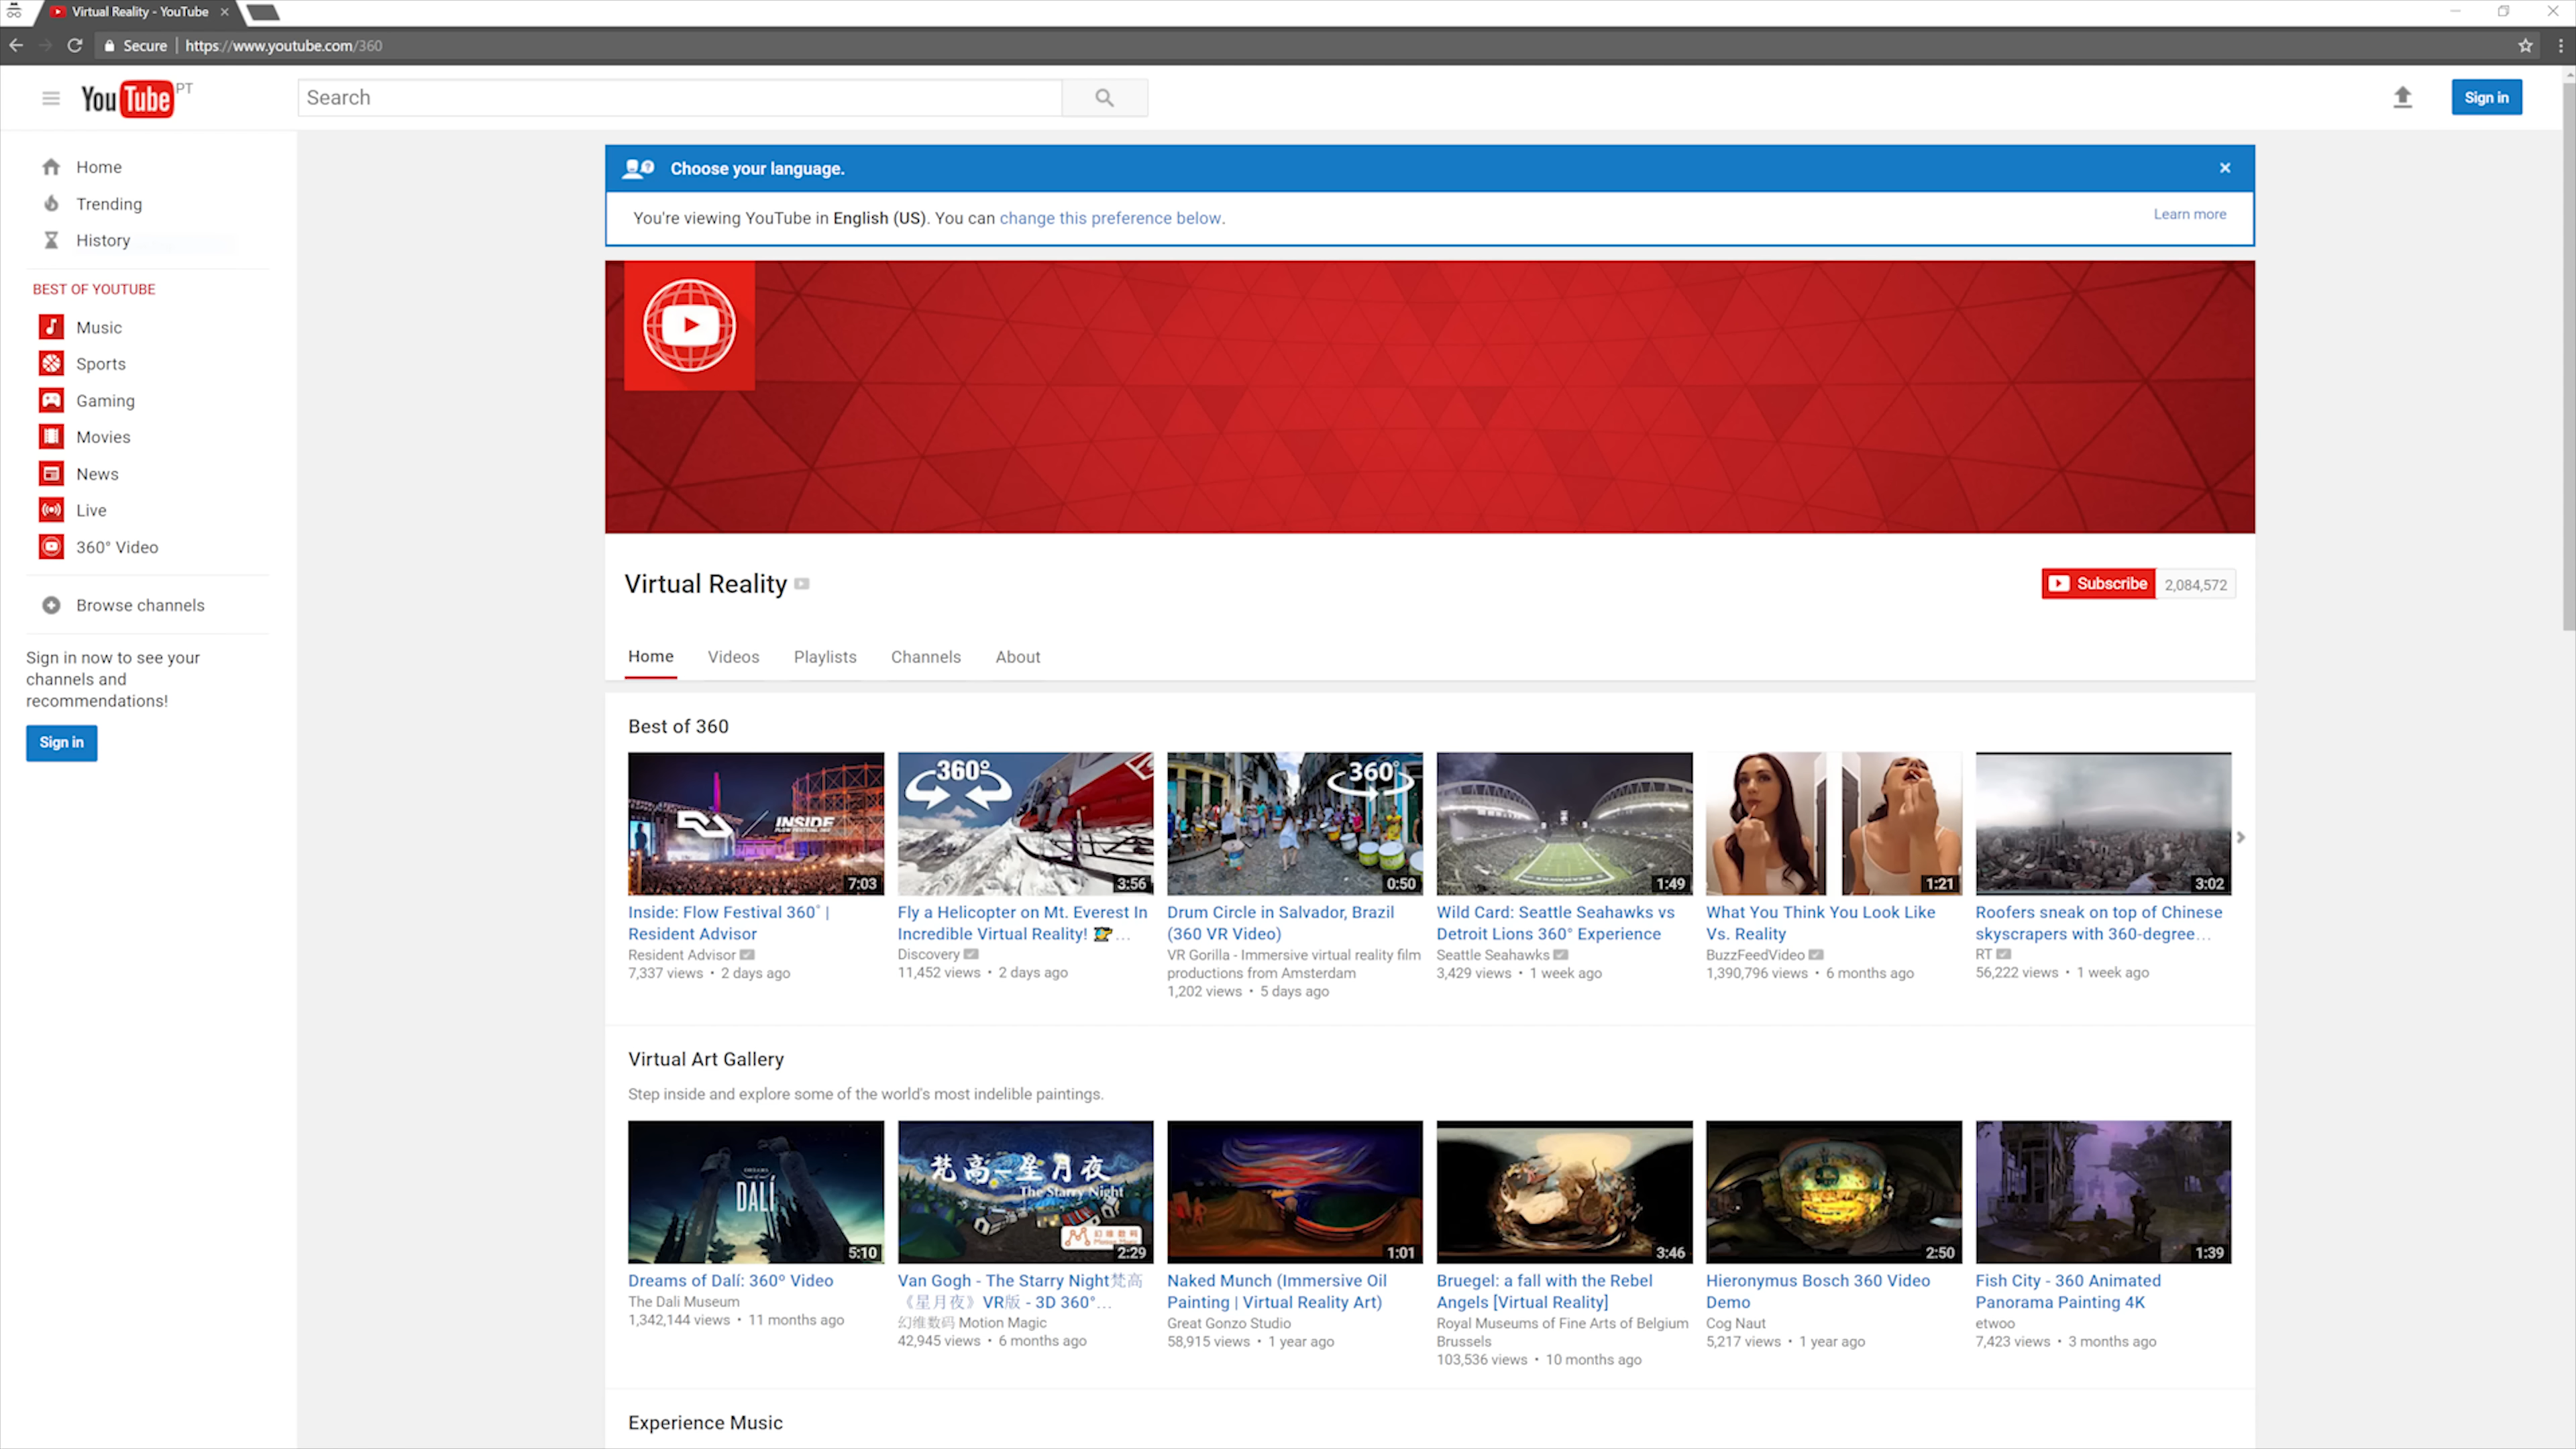 Virtual Reality - YouTube
Secure | https://www.youtube.com/360
YouTube PT
Search
Sign in
Home
Trending
History
BEST OF YOUTUBE
Music
Sports
Gaming
Movies
News
Live
360° Video
Browse channels
Sign in now to see your
channels and
recommendations!
Sign in
Choose your language.
You're viewing YouTube in English (US). You can change this preference below.
Learn more
Virtual Reality
Subscribe 2,084,572
Home Videos Playlists Channels About
Best of 360
INSIDE
7:03
Inside: Flow Festival 360° |
Resident Advisor
Resident Advisor
7,337 views • 2 days ago
360°
3:56
Fly a Helicopter on Mt. Everest In
Incredible Virtual Reality! ...
Discovery
11,452 views • 2 days ago
360°
0:50
Drum Circle in Salvador, Brazil
(360 VR Video)
VR Gorilla - Immersive virtual reality film
productions from Amsterdam
1,202 views • 5 days ago
1:49
Wild Card: Seattle Seahawks vs
Detroit Lions 360° Experience
Seattle Seahawks
3,429 views • 1 week ago
1:21
What You Think You Look Like
Vs. Reality
BuzzFeedVideo
1,390,796 views • 6 months ago
3:02
Roofers sneak on top of Chinese
skyscrapers with 360-degree...
RT
56,222 views • 1 week ago
Virtual Art Gallery
Step inside and explore some of the world's most indelible paintings.
DALÍ
5:10
Dreams of Dalí: 360º Video
The Dali Museum
1,342,144 views • 11 months ago
梵高—星月夜
The Starry Night
幻维数码
2:29
Van Gogh - The Starry Night梵高
《星月夜》VR版 - 3D 360°...
幻维数码 Motion Magic
42,945 views • 6 months ago
1:01
Naked Munch (Immersive Oil
Painting | Virtual Reality Art)
Great Gonzo Studio
58,915 views • 1 year ago
3:46
Bruegel: a fall with the Rebel
Angels [Virtual Reality]
Royal Museums of Fine Arts of Belgium
Brussels
103,536 views • 10 months ago
2:50
Hieronymus Bosch 360 Video
Demo
Cog Naut
5,217 views • 1 year ago
1:39
Fish City - 360 Animated
Panorama Painting 4K
etwoo
7,423 views • 3 months ago
Experience Music